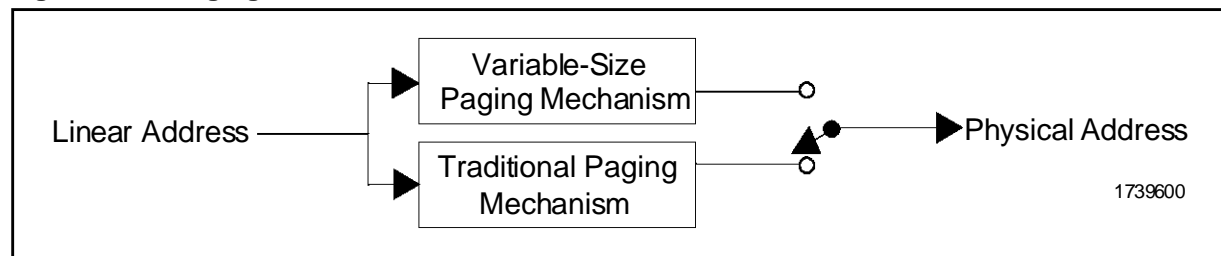 Variable-Size
Paging Mechanism
Linear Address
Physical Address
Traditional Paging
Mechanism
1739600